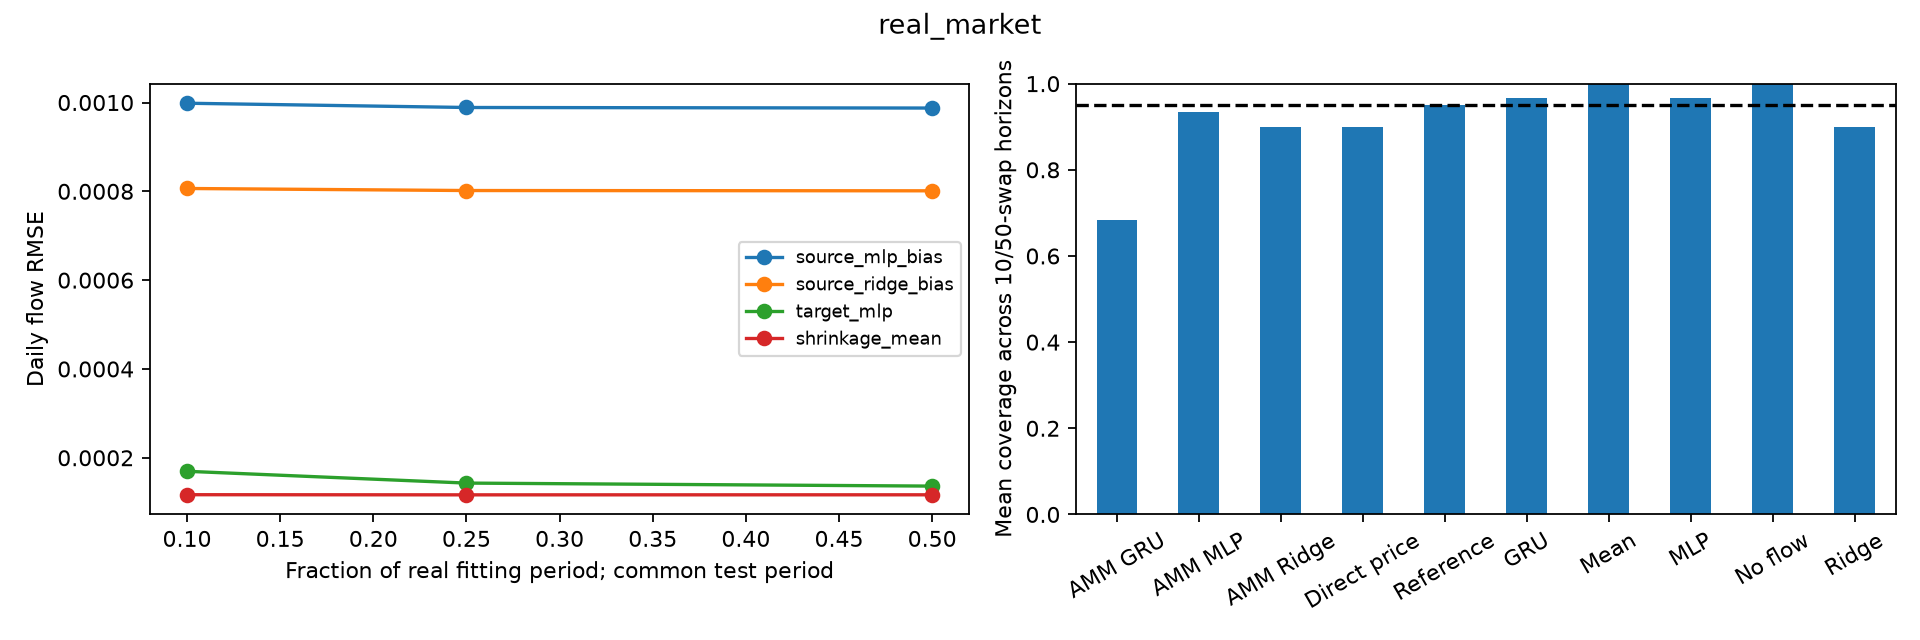 real_market
Daily flow RMSE
0.0010
0.0008
0.0006
0.0004
0.0002
source_mlp_bias
source_ridge_bias
target_mlp
shrinkage_mean
0.10 0.15 0.20 0.25 0.30 0.35 0.40 0.45 0.50
Fraction of real fitting period; common test period
Mean coverage across 10/50-swap horizons
1.0
0.8
0.6
0.4
0.2
0.0
AMM GRU
AMM MLP
AMM Ridge
Direct price
Reference
GRU
Mean
MLP
No flow
Ridge